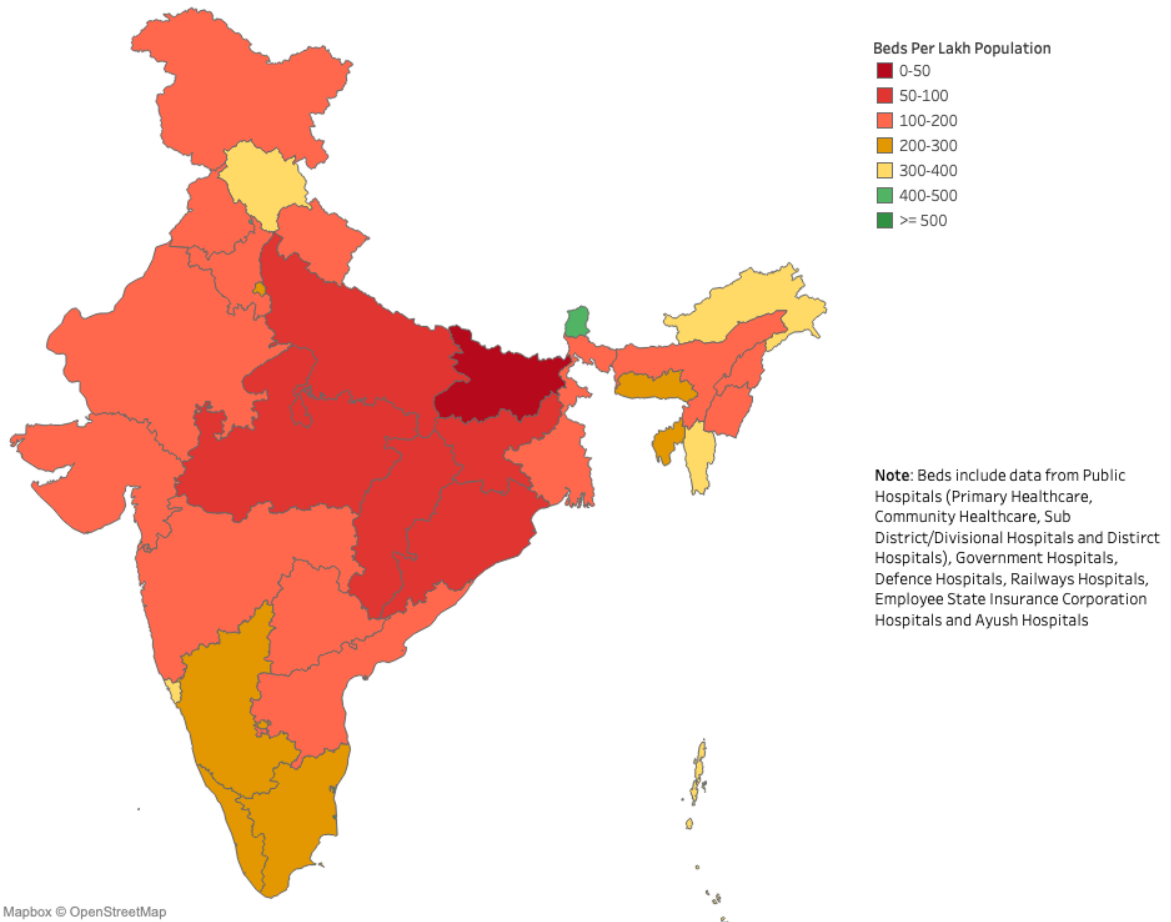 Beds Per Lakh Population
0-50
50-100
100-200
200-300
300-400
400-500
>= 500
Note: Beds include data from Public
Hospitals (Primary Healthcare,
Community Healthcare, Sub
District/Divisional Hospitals and Distirct
Hospitals), Government Hospitals,
Defence Hospitals, Railways Hospitals,
Employee State Insurance Corporation
Hospitals and Ayush Hospitals
Mapbox © OpenStreetMap